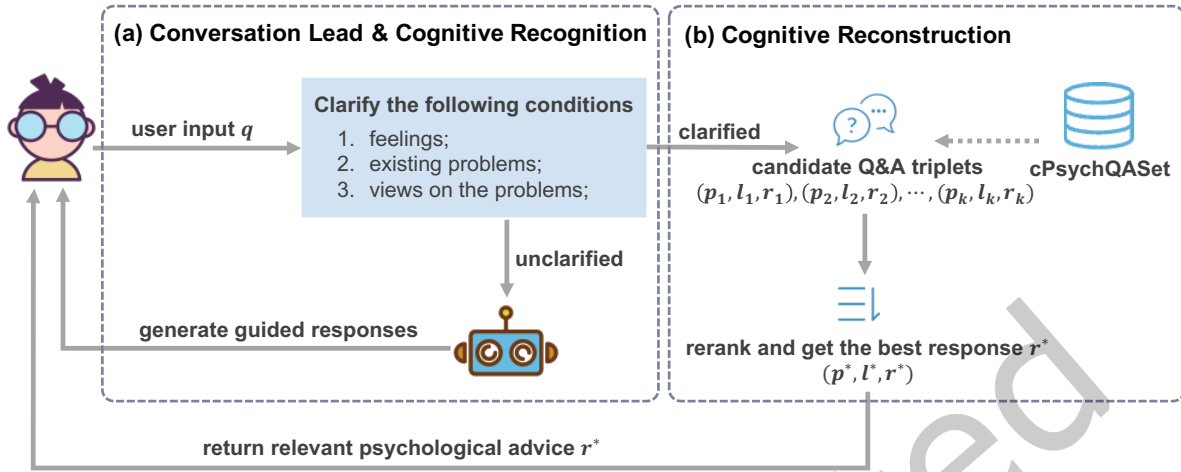 (a) Conversation Lead & Cognitive Recognition
user input q
Clarify the following conditions
1. feelings;
2. existing problems;
3. views on the problems;
unclarified
generate guided responses
clarified
(b) Cognitive Reconstruction
?
...
candidate Q&A triplets
cPsychQASet
(p₁, l₁, r₁), (p₂, l₂, r₂), ⋯, (pₖ, lₖ, rₖ)
rerank and get the best response r*
(p*, l*, r*)
return relevant psychological advice r*